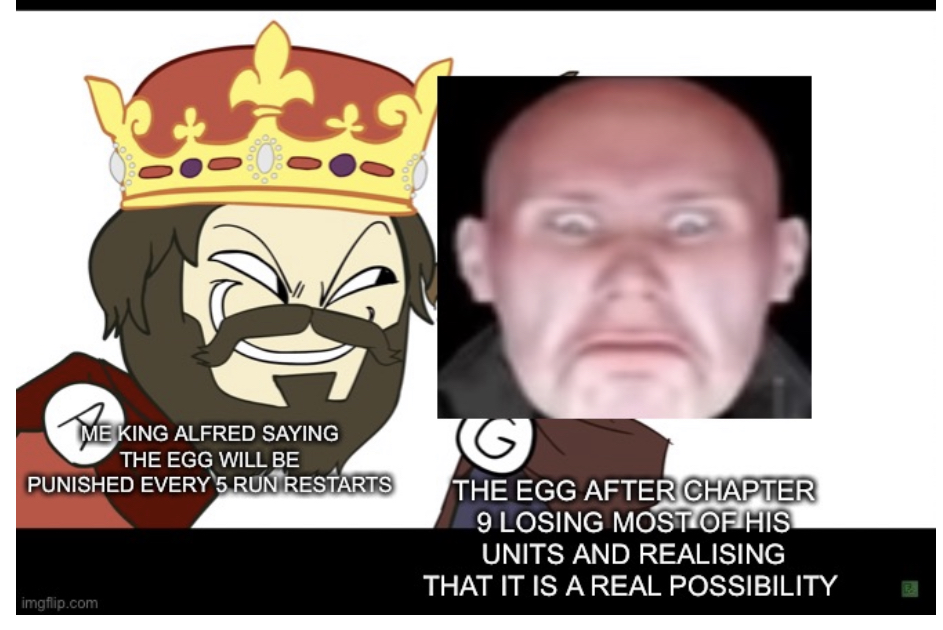 A
ME KING ALFRED SAYING
THE EGG WILL BE
PUNISHED EVERY 5 RUN RESTARTS
G
THE EGG AFTER CHAPTER
9 LOSING MOST OF HIS
UNITS AND REALISING
THAT IT IS A REAL POSSIBILITY
imgflip.com